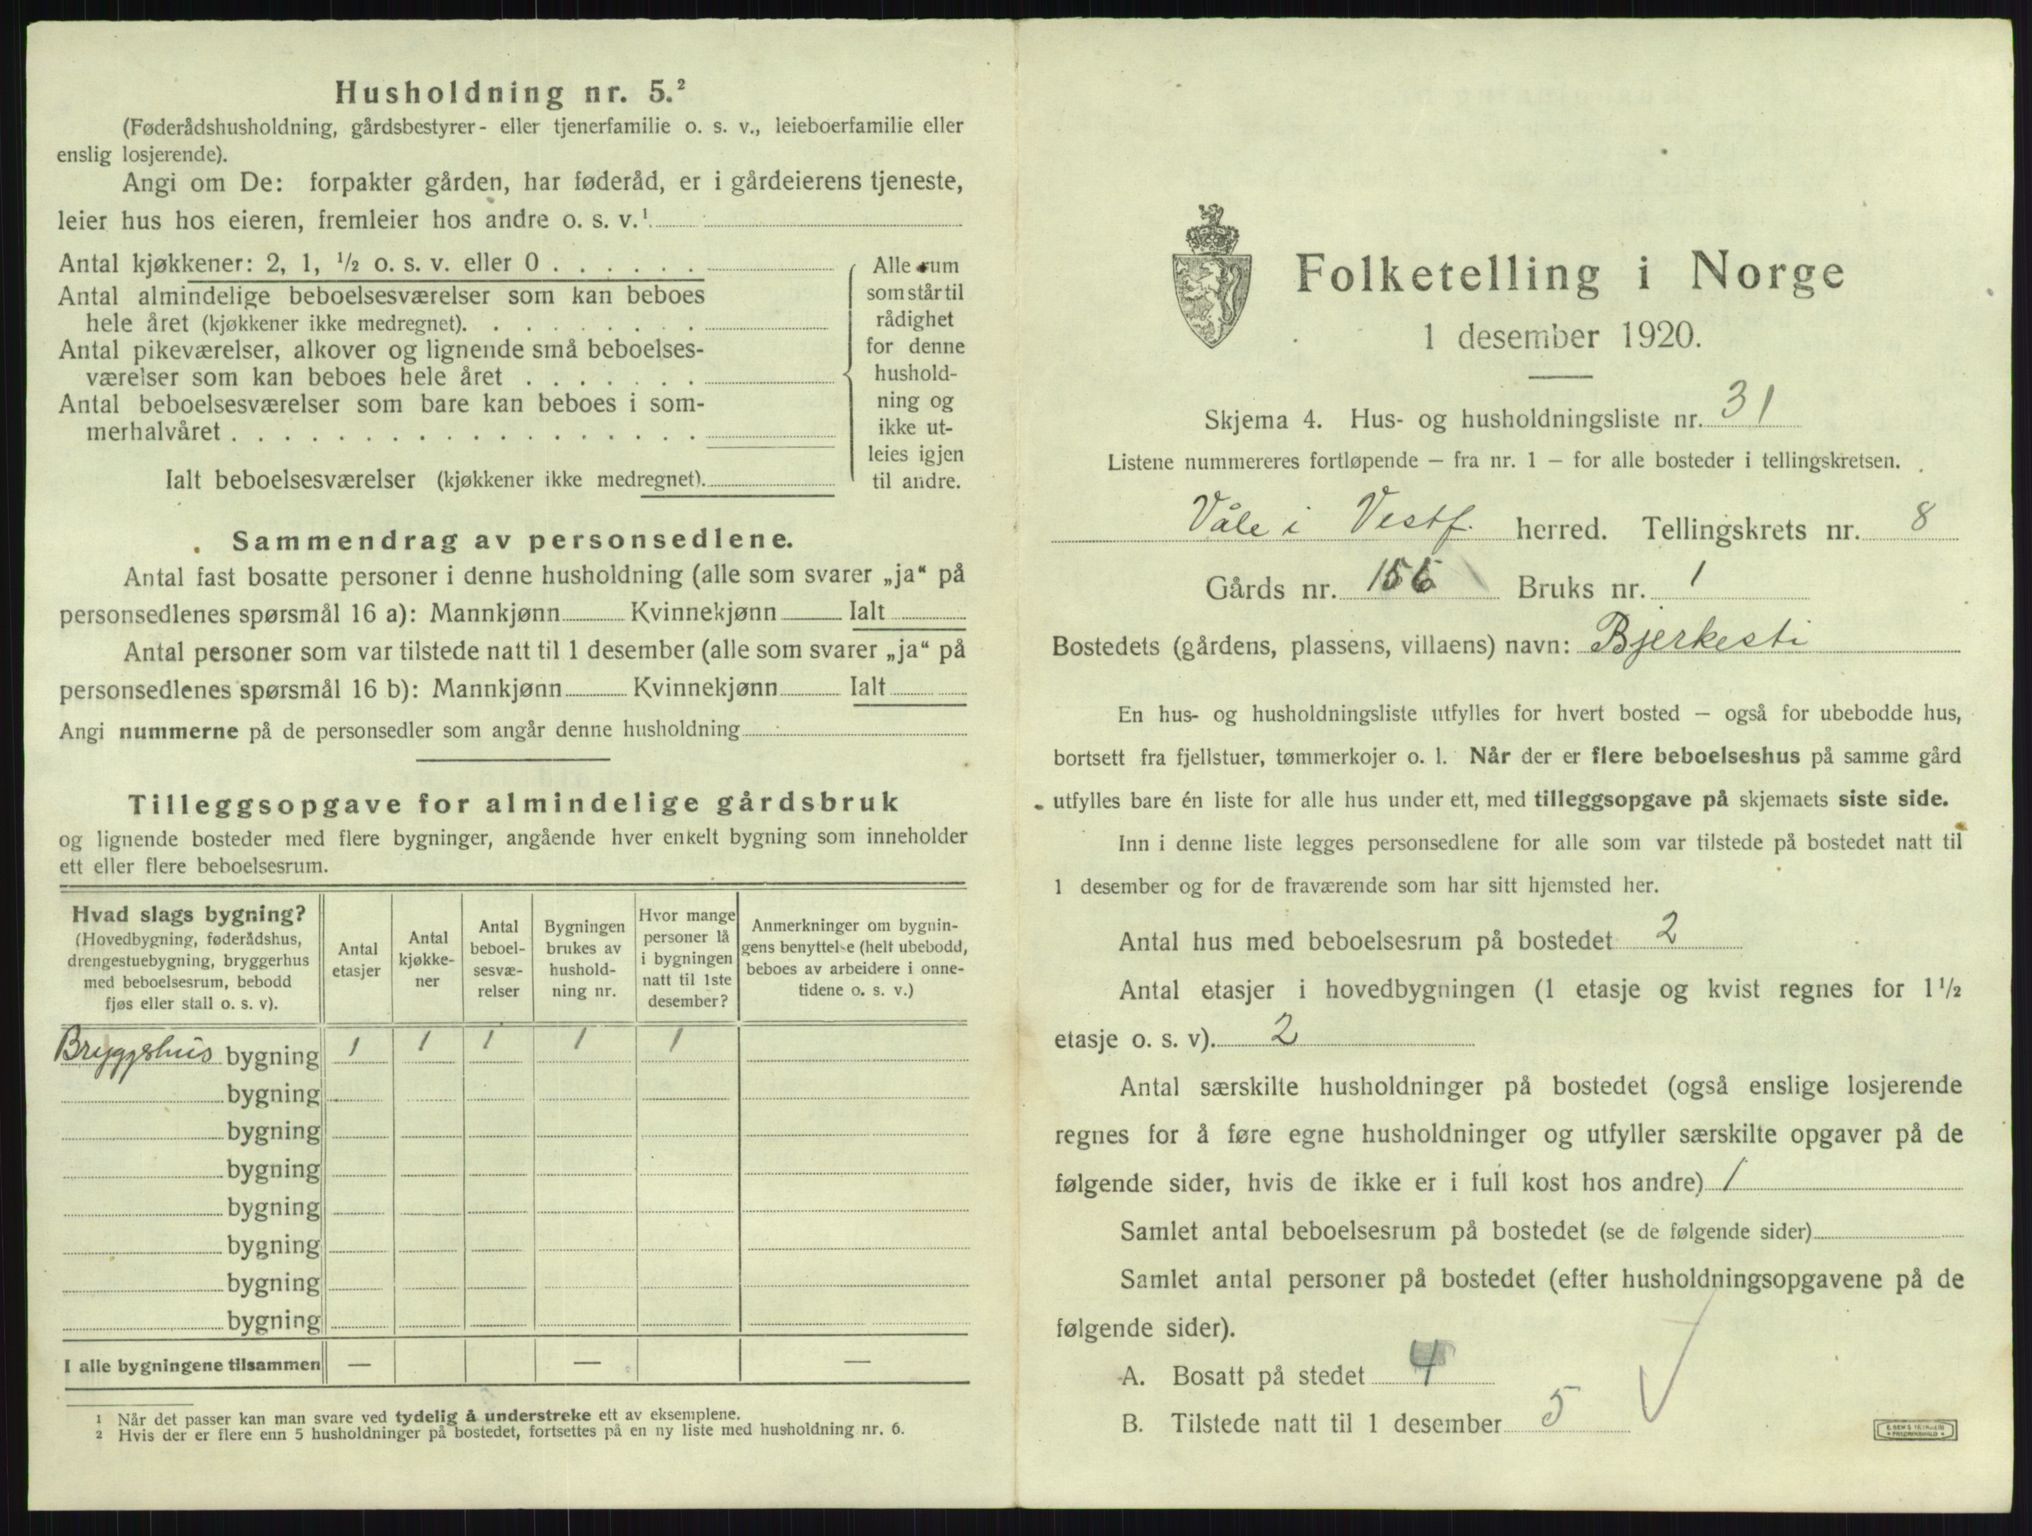 Husholdning nr. 5.²
(Føderådshusholdning, gårdsbestyrer- eller tjenerfamilie o. s. v., leieboerfamilie eller
enslig losjerende).
Angi om De: forpakter gården, har føderåd, er i gårdeierens tjeneste,
leier hus hos eieren, fremleier hos andre o. s. v.¹
Antal kjøkkener: 2, 1, ½ o. s. v. eller 0 . . . . . .
Antal almindelige beboelsesværelser som kan beboes
hele året (kjøkkener ikke medregnet). . . . . . . . .
Antal pikeværelser, alkover og lignende små beboelses-
værelser som kan beboes hele året . . . . . . .
Antal beboelsesværelser som bare kan beboes i som-
merhalvåret . . . . . . . . . . . . . . . . . .
Ialt beboelsesværelser (kjøkkener ikke medregnet).
Alle rum
som står til
rådighet
for denne
hushold-
ning og
ikke ut-
leies igjen
til andre.
Sammendrag av personsedlene.
Antal fast bosatte personer i denne husholdning (alle som svarer „ja“ på
personsedlenes spørsmål 16 a): Mannkjønn Kvinnekjønn Ialt
Antal personer som var tilstede natt til 1 desember (alle som svarer „ja“ på
personsedlenes spørsmål 16 b): Mannkjønn Kvinnekjønn Ialt
Angi nummerne på de personsedler som angår denne husholdning
Tilleggsopgave for almindelige gårdsbruk
og lignende bosteder med flere bygninger, angående hver enkelt bygning som inneholder
ett eller flere beboelsesrum.
Hvad slags bygning?
(Hovedbygning, føderådshus,
drengestuebygning, bryggerhus
med beboelsesrum, bebodd
fjøs eller stall o. s. v).
Antal
etasjer
Antal
kjøkke-
ner
Antal
beboel-
sesvæ-
relser
Bygningen
brukes av
hushold-
ning nr.
Hvor mange
personer lå
i bygningen
natt til 1ste
desember?
Anmerkninger om bygnin-
gens benyttelse (helt ubebodd,
beboes av arbeidere i onne-
tidene o. s. v.)
Bryggshus bygning 1 1 1 1 1
bygning
bygning
bygning
bygning
bygning
bygning
bygning
I alle bygningene tilsammen — — —
1 Når det passer kan man svare ved tydelig å understreke ett av eksemplene.
2 Hvis der er flere enn 5 husholdninger på bostedet, fortsettes på en ny liste med husholdning nr. 6.
Folketelling i Norge
1 desember 1920.
Skjema 4. Hus- og husholdningsliste nr. 31
Listene nummereres fortløpende – fra nr. 1 – for alle bosteder i tellingskretsen.
Våle i Vestf. herred. Tellingskrets nr. 8
Gårds nr. 156 Bruks nr. 1
Bostedets (gårdens, plassens, villaens) navn: Bjerkesti
En hus- og husholdningsliste utfylles for hvert bosted – også for ubebodde hus,
bortsett fra fjellstuer, tømmerkojer o. l. Når der er flere beboelseshus på samme gård
utfylles bare én liste for alle hus under ett, med tilleggsopgave på skjemaets siste side.
Inn i denne liste legges personsedlene for alle som var tilstede på bostedet natt til
1 desember og for de fraværende som har sitt hjemsted her.
Antal hus med beboelsesrum på bostedet 2
Antal etasjer i hovedbygningen (1 etasje og kvist regnes for 1½
etasje o. s. v). 2
Antal særskilte husholdninger på bostedet (også enslige losjerende
regnes for å føre egne husholdninger og utfyller særskilte opgaver på de
følgende sider, hvis de ikke er i full kost hos andre) 1
Samlet antal beboelsesrum på bostedet (se de følgende sider)
Samlet antal personer på bostedet (efter husholdningsopgavene på de
følgende sider).
A. Bosatt på stedet 4
B. Tilstede natt til 1 desember 5